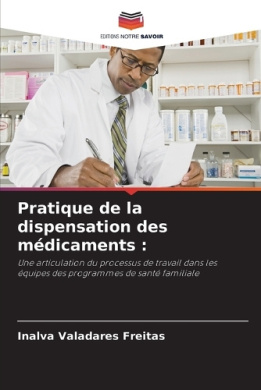 EDITIONS NOTRE SAVOIR
Pratique de la
dispensation des
médicaments :
Une articulation du processus de travail dans les
équipes des programmes de santé familiale
Inalva Valadares Freitas